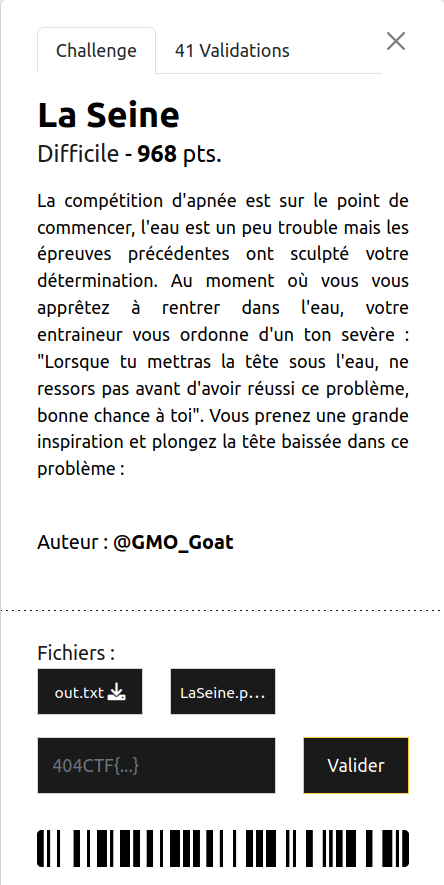 Challenge
41 Validations
La Seine
Difficile - 968 pts.
La compétition d'apnée est sur le point de
commencer, l'eau est un peu trouble mais les
épreuves précédentes ont sculpté votre
détermination. Au moment où vous vous
apprêtez à rentrer dans l'eau, votre
entraineur vous ordonne d'un ton sevère :
"Lorsque tu mettras la tête sous l'eau, ne
ressors pas avant d'avoir réussi ce problème,
bonne chance à toi". Vous prenez une grande
inspiration et plongez la tête baissée dans ce
problème :
Auteur : @GMO_Goat
Fichiers :
out.txt
LaSeine.p...
404CTF{...}
Valider